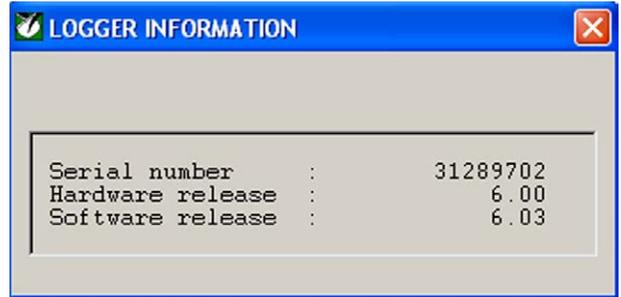 LOGGER INFORMATION
Serial number : 31289702
Hardware release : 6.00
Software release : 6.03